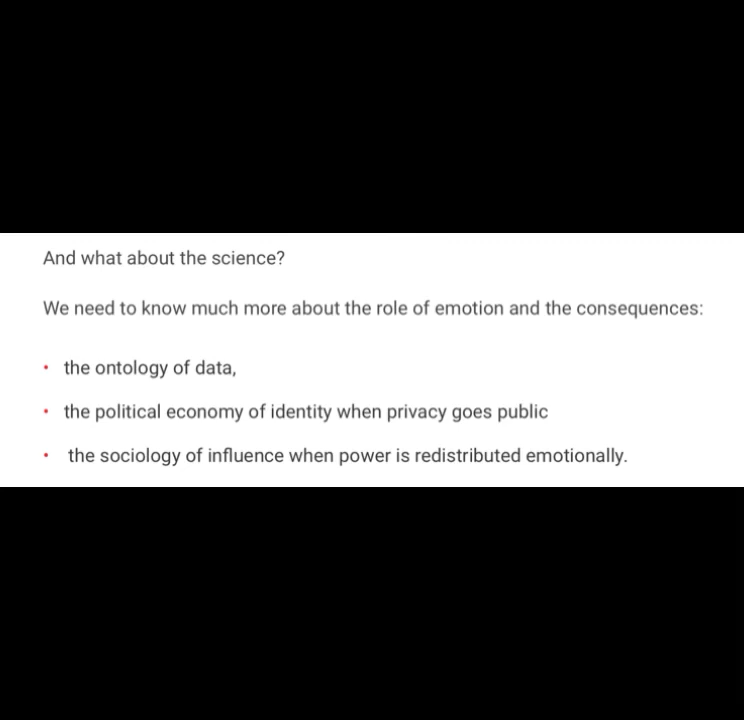 And what about the science?
We need to know much more about the role of emotion and the consequences:
• the ontology of data,
• the political economy of identity when privacy goes public
• the sociology of influence when power is redistributed emotionally.